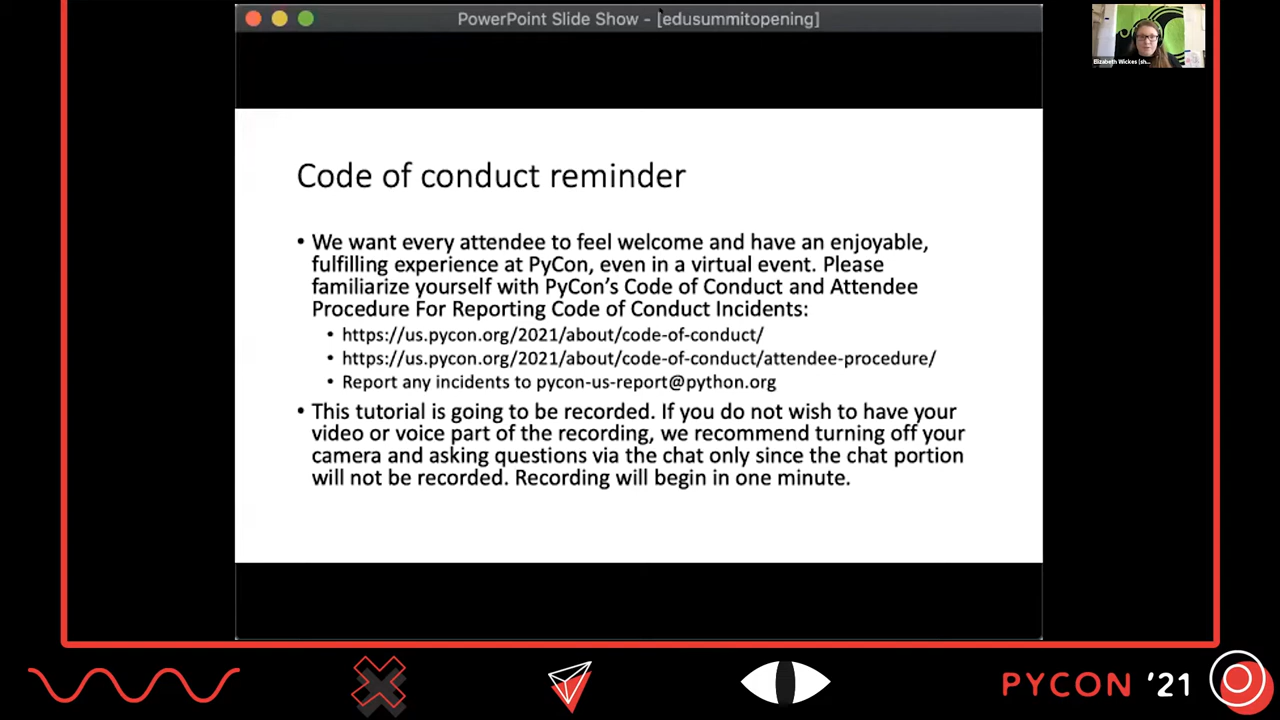 PowerPoint Slide Show - [edusummitopening]
Elizabeth Wickes (sh...
Code of conduct reminder
• We want every attendee to feel welcome and have an enjoyable,
fulfilling experience at PyCon, even in a virtual event. Please
familiarize yourself with PyCon’s Code of Conduct and Attendee
Procedure For Reporting Code of Conduct Incidents:
• https://us.pycon.org/2021/about/code-of-conduct/
• https://us.pycon.org/2021/about/code-of-conduct/attendee-procedure/
• Report any incidents to pycon-us-report@python.org
• This tutorial is going to be recorded. If you do not wish to have your
video or voice part of the recording, we recommend turning off your
camera and asking questions via the chat only since the chat portion
will not be recorded. Recording will begin in one minute.
PYCON '21